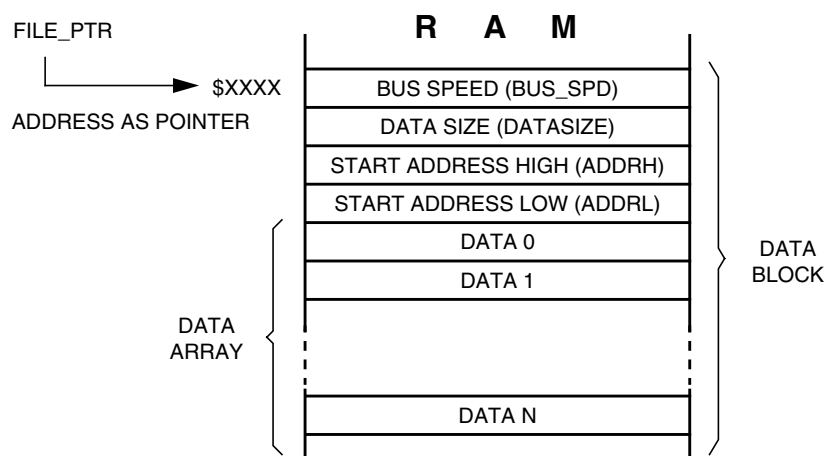 R A M
FILE_PTR
$XXXX
ADDRESS AS POINTER
BUS SPEED (BUS_SPD)
DATA SIZE (DATASIZE)
START ADDRESS HIGH (ADDRH)
START ADDRESS LOW (ADDRL)
DATA 0
DATA 1
DATA N
DATA
ARRAY
DATA
BLOCK